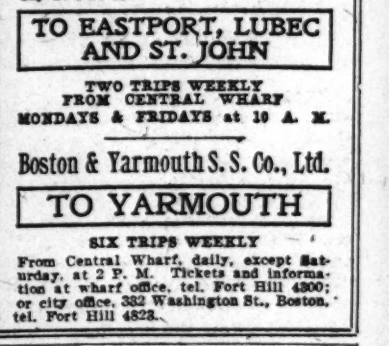 TO EASTPORT, LUBEC
AND ST. JOHN
TWO TRIPS WEEKLY
FROM CENTRAL WHARF
MONDAYS & FRIDAYS at 10 A. M.
Boston & Yarmouth S. S. Co., Ltd.
TO YARMOUTH
SIX TRIPS WEEKLY
From Central Wharf, daily, except Sat-
urday, at 2 P. M. Tickets and informa-
tion at wharf office, tel. Fort Hill 4300;
or city office, 332 Washington St., Boston,
tel. Fort Hill 4823.